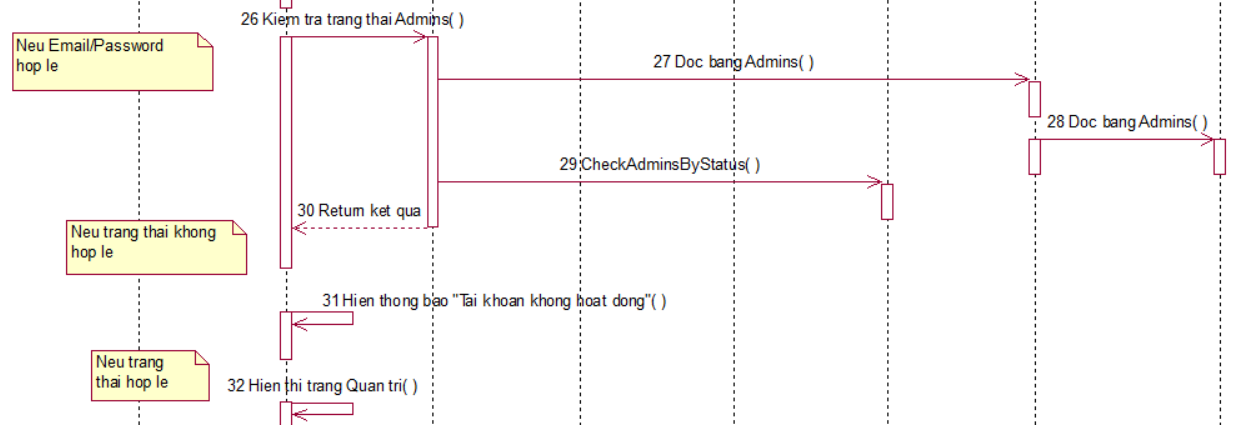 26 Kiem tra trang thai Admins( )
Neu Email/Password
hop le
27 Doc bang Admins( )
28 Doc bang Admins( )
29 CheckAdminsByStatus( )
30 Return ket qua
Neu trang thai khong
hop le
31 Hien thong bao "Tai khoan khong hoat dong"( )
Neu trang
thai hop le
32 Hien thi trang Quan tri( )